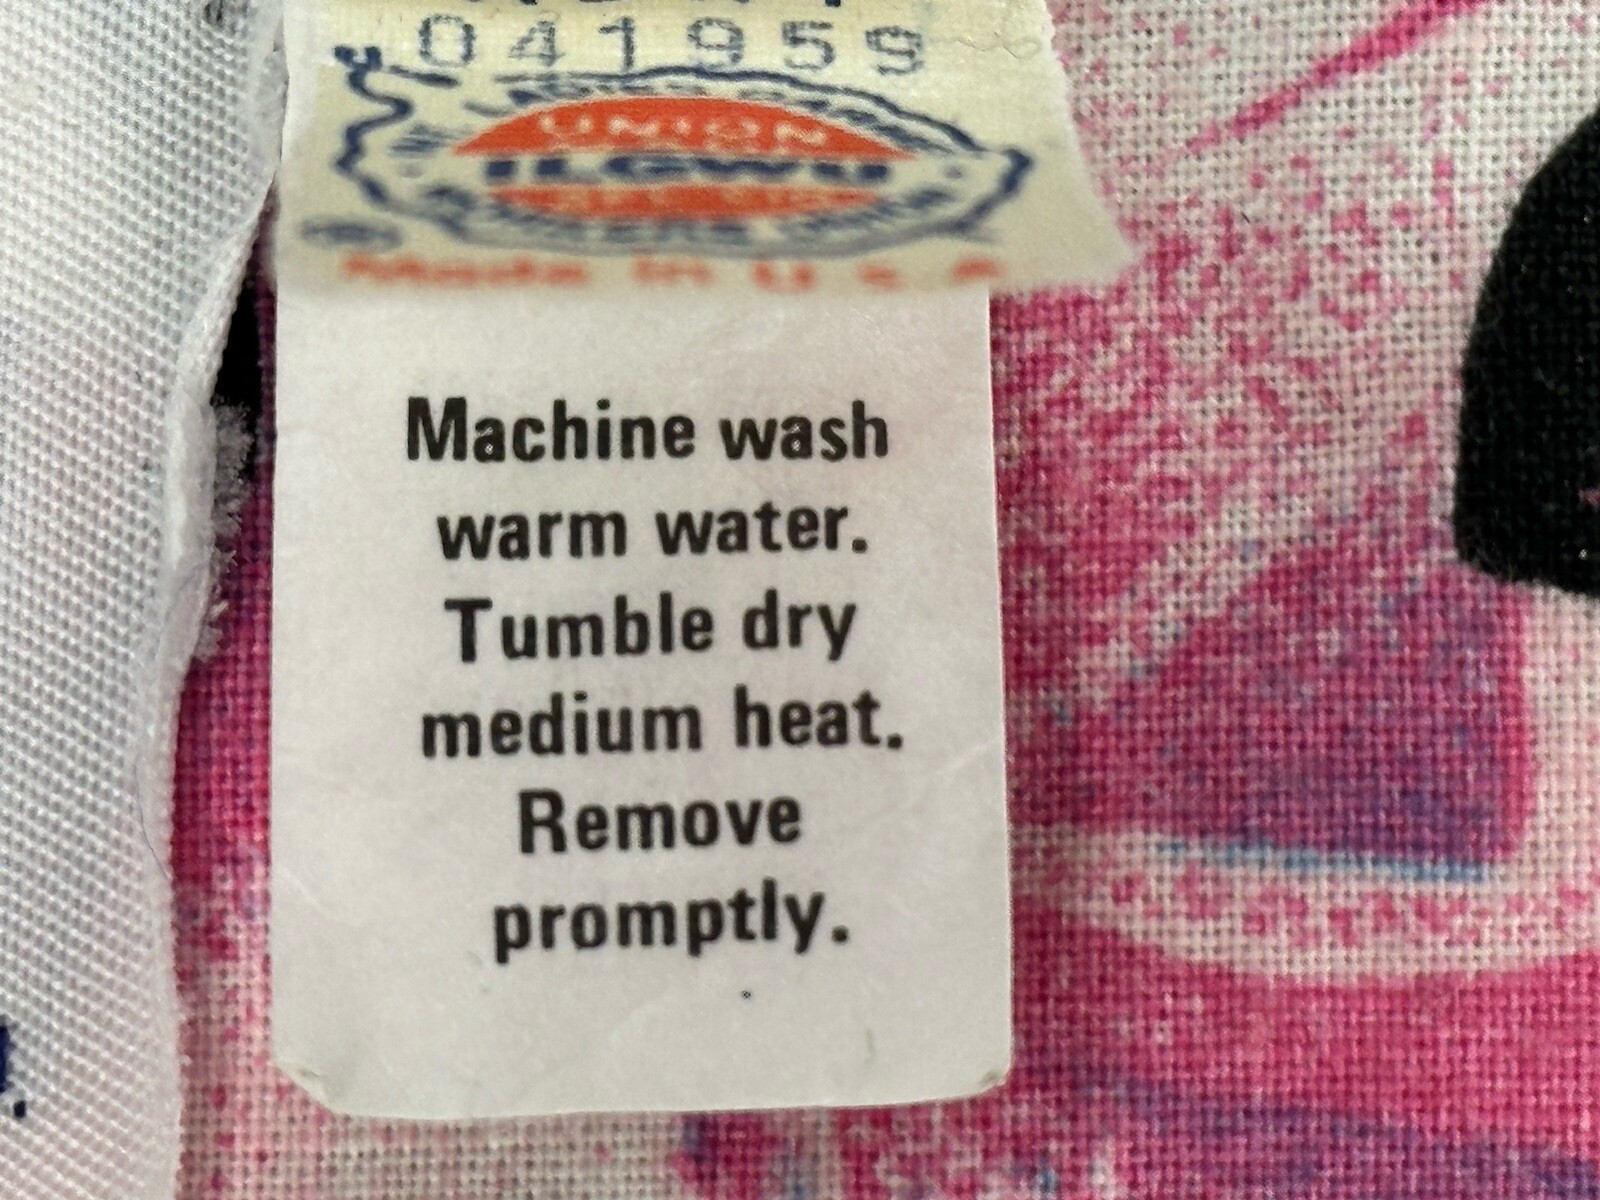 041959
UNION
ILGWU
Made in U.S.A
Machine wash
warm water.
Tumble dry
medium heat.
Remove
promptly.